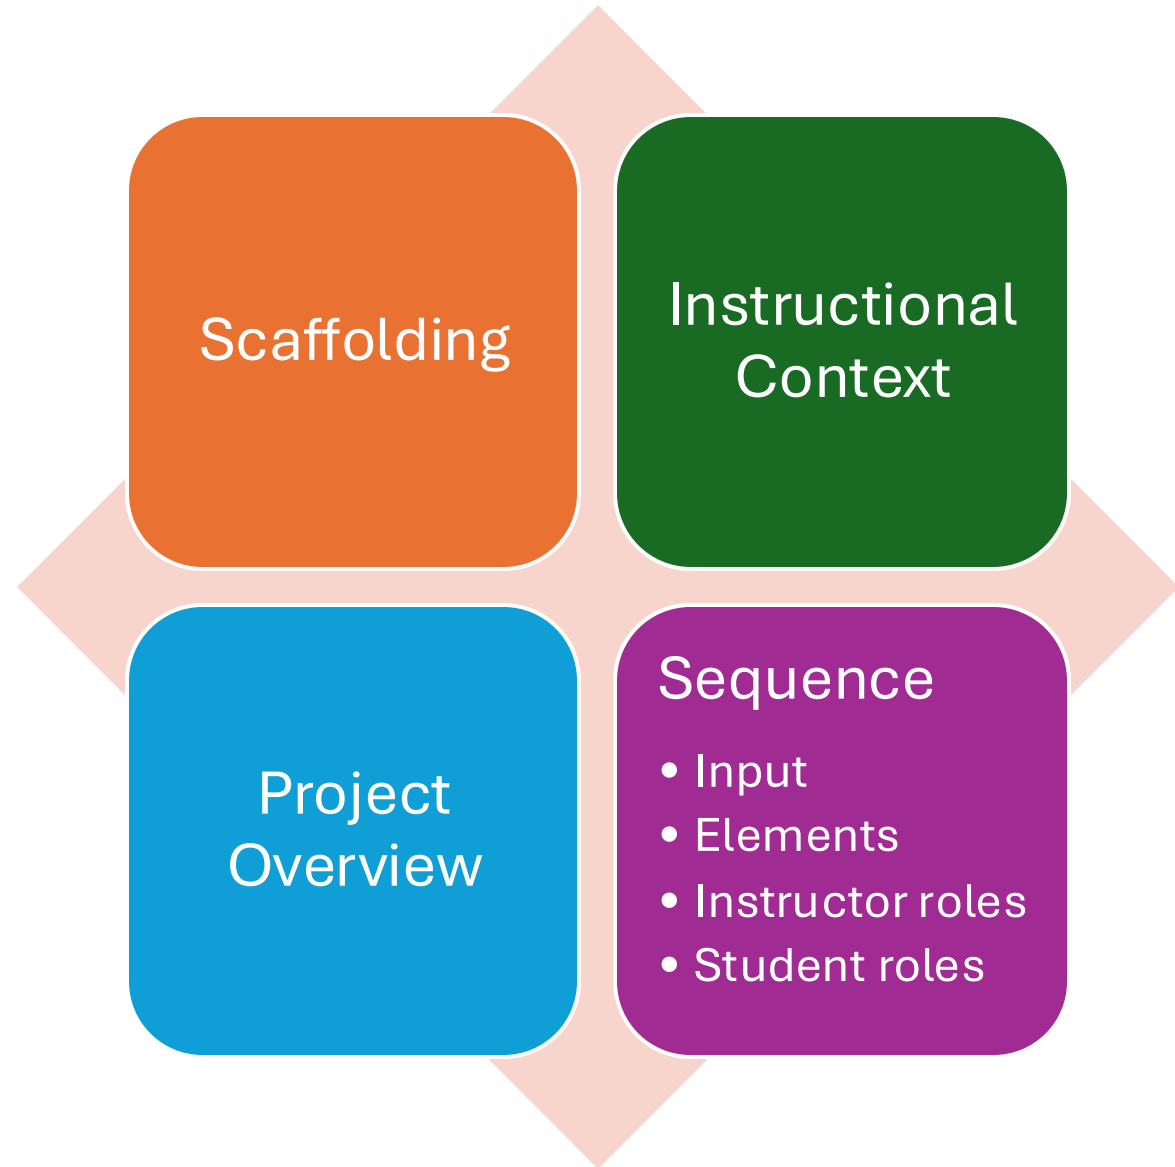 Scaffolding
Instructional
Context
Project
Overview
Sequence
• Input
• Elements
• Instructor roles
• Student roles